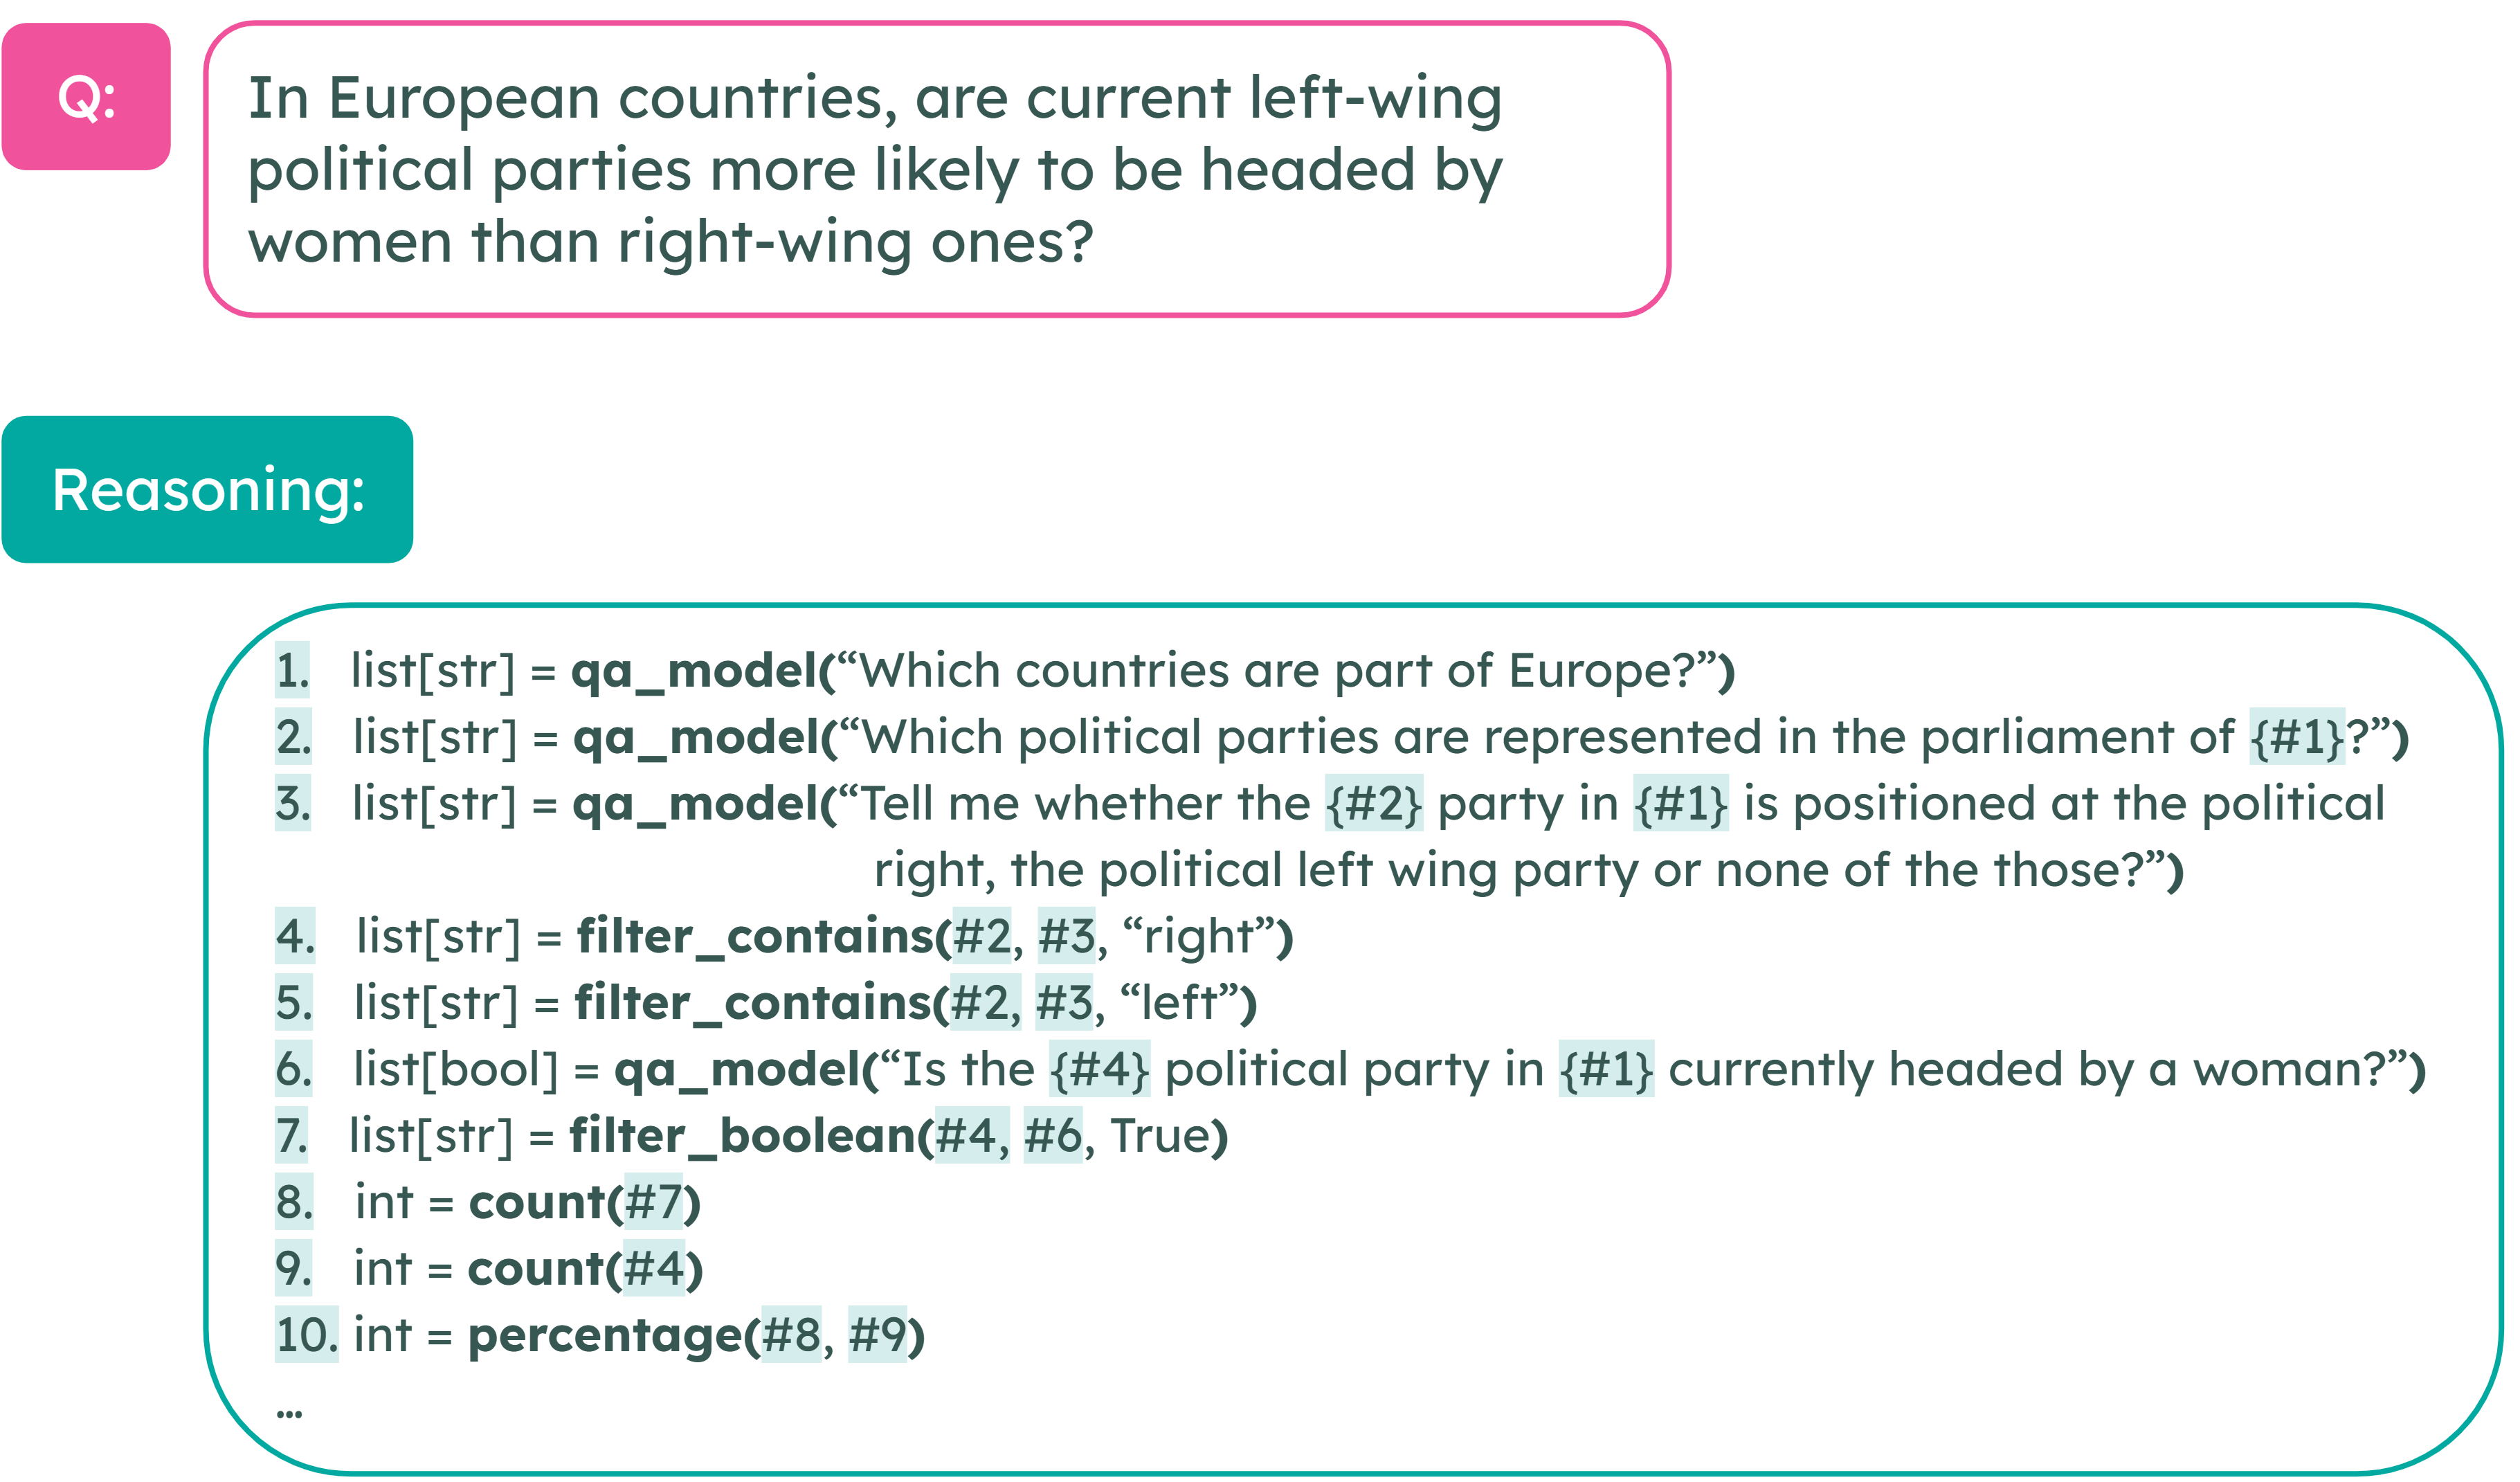 Q:
In European countries, are current left-wing
political parties more likely to be headed by
women than right-wing ones?
Reasoning:
1. list[str] = qa_model(“Which countries are part of Europe?”)
2. list[str] = qa_model(“Which political parties are represented in the parliament of {#1}?”)
3. list[str] = qa_model(“Tell me whether the {#2} party in {#1} is positioned at the political
right, the political left wing party or none of the those?”)
4. list[str] = filter_contains(#2, #3, “right”)
5. list[str] = filter_contains(#2, #3, “left”)
6. list[bool] = qa_model(“Is the {#4} political party in {#1} currently headed by a woman?”)
7. list[str] = filter_boolean(#4, #6, True)
8. int = count(#7)
9. int = count(#4)
10. int = percentage(#8, #9)
...